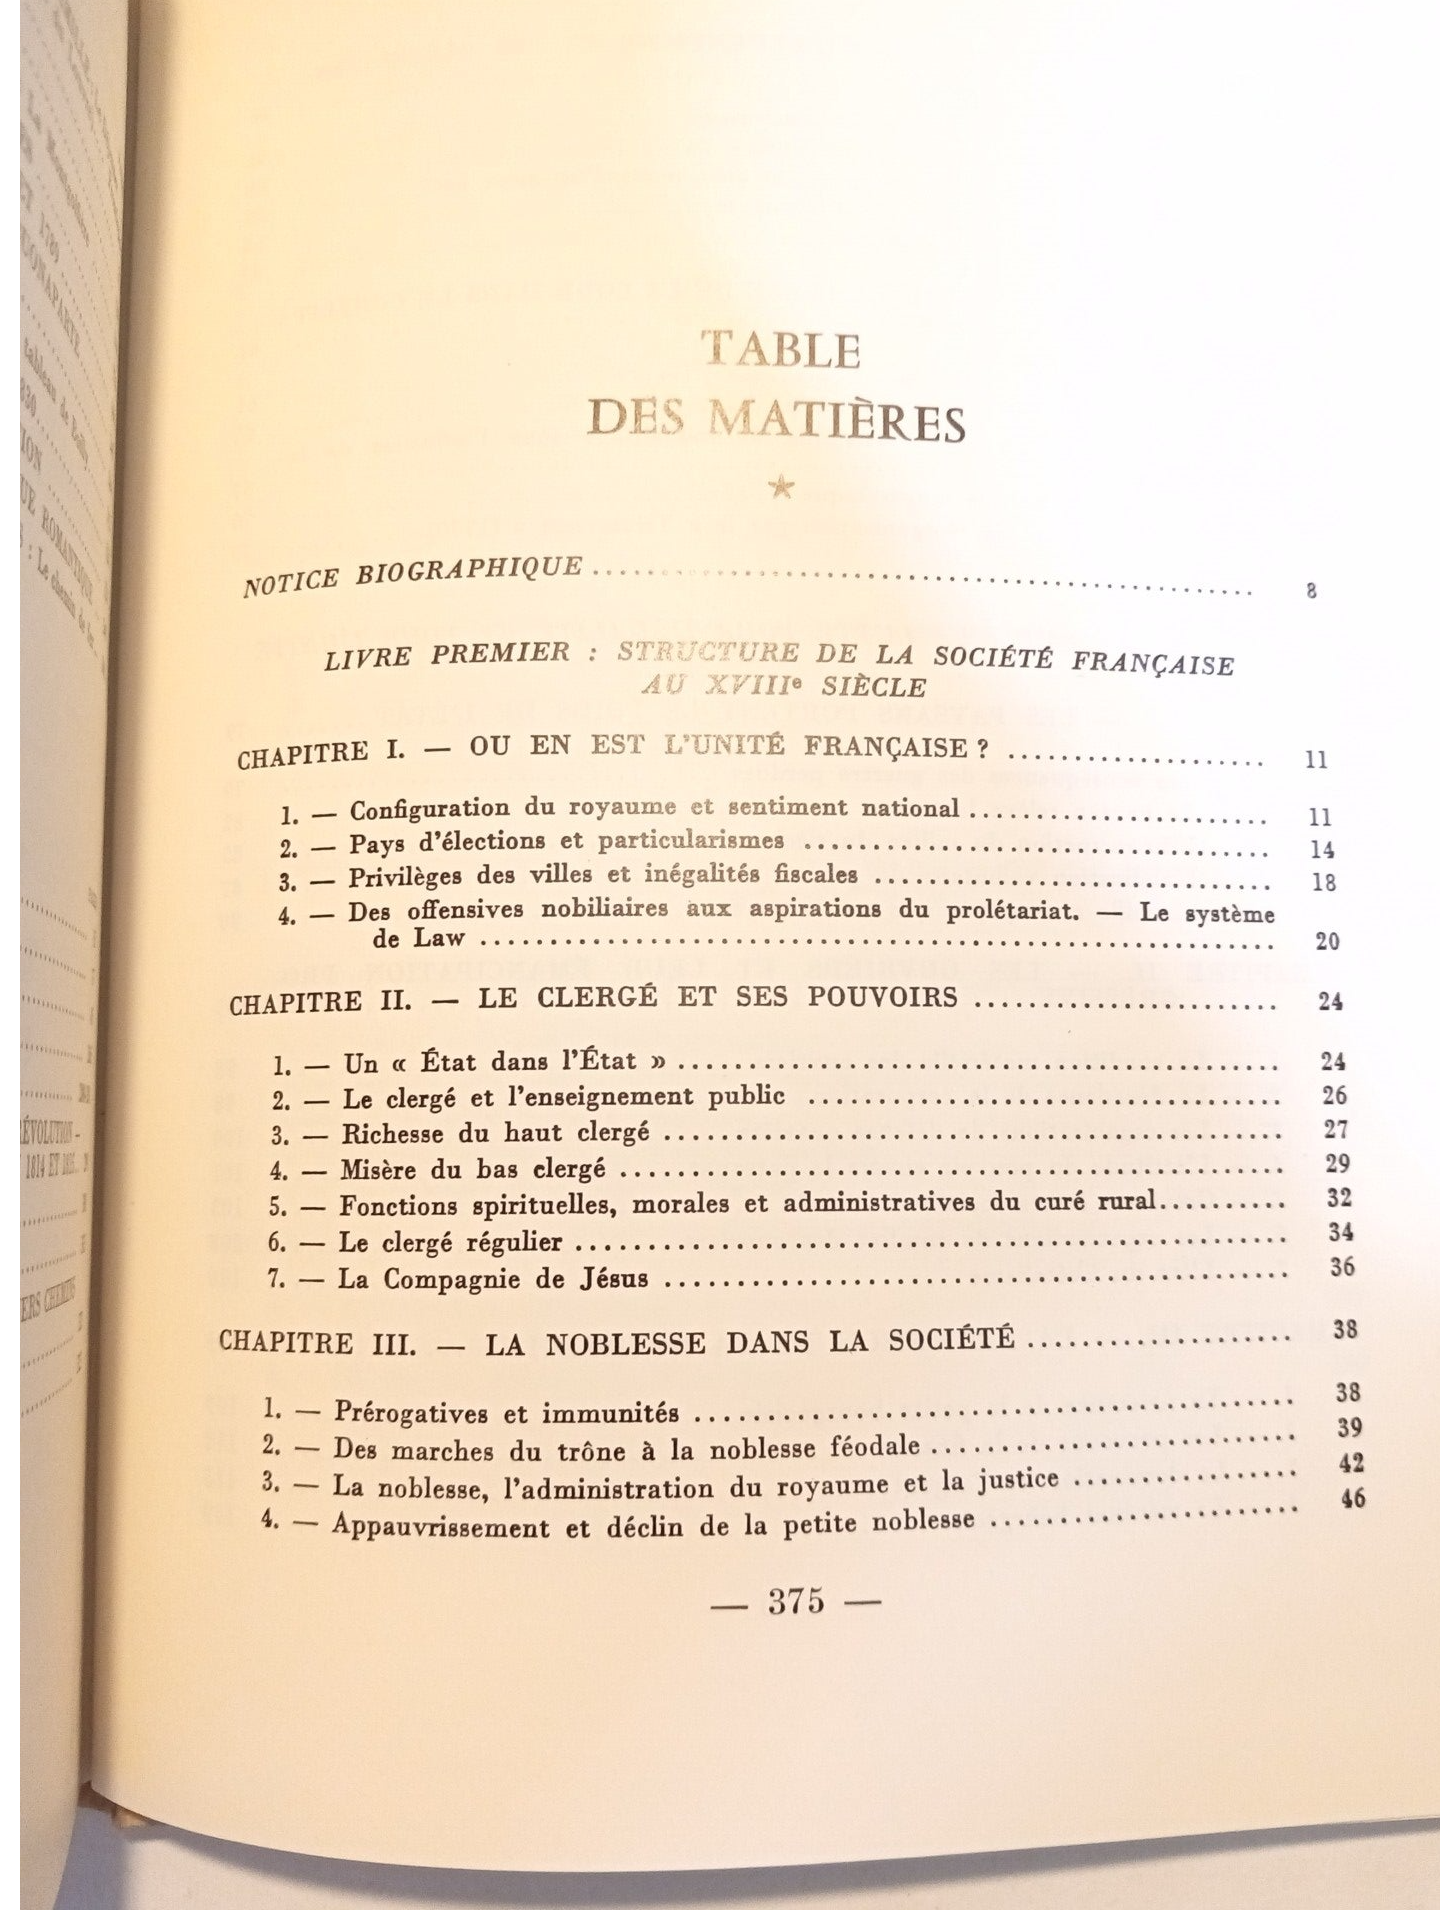 TABLE
DES MATIÈRES
NOTICE BIOGRAPHIQUE ........................................ 8
LIVRE PREMIER : STRUCTURE DE LA SOCIÉTÉ FRANÇAISE
AU XVIIIe SIÈCLE
CHAPITRE I. — OU EN EST L'UNITÉ FRANÇAISE ? .................... 11
1. — Configuration du royaume et sentiment national ...................... 11
2. — Pays d'élections et particularismes .................................. 14
3. — Privilèges des villes et inégalités fiscales ............................. 18
4. — Des offensives nobiliaires aux aspirations du prolétariat. — Le système
de Law ......................................................... 20
CHAPITRE II. — LE CLERGÉ ET SES POUVOIRS ....................... 24
1. — Un « État dans l'État » ............................................ 24
2. — Le clergé et l'enseignement public .................................. 26
3. — Richesse du haut clergé ............................................. 27
4. — Misère du bas clergé ................................................ 29
5. — Fonctions spirituelles, morales et administratives du curé rural.......... 32
6. — Le clergé régulier ................................................... 34
7. — La Compagnie de Jésus ............................................. 36
CHAPITRE III. — LA NOBLESSE DANS LA SOCIÉTÉ .................... 38
1. — Prérogatives et immunités ........................................... 38
2. — Des marches du trône à la noblesse féodale ........................... 39
3. — La noblesse, l'administration du royaume et la justice ................. 42
4. — Appauvrissement et déclin de la petite noblesse ....................... 46
— 375 —